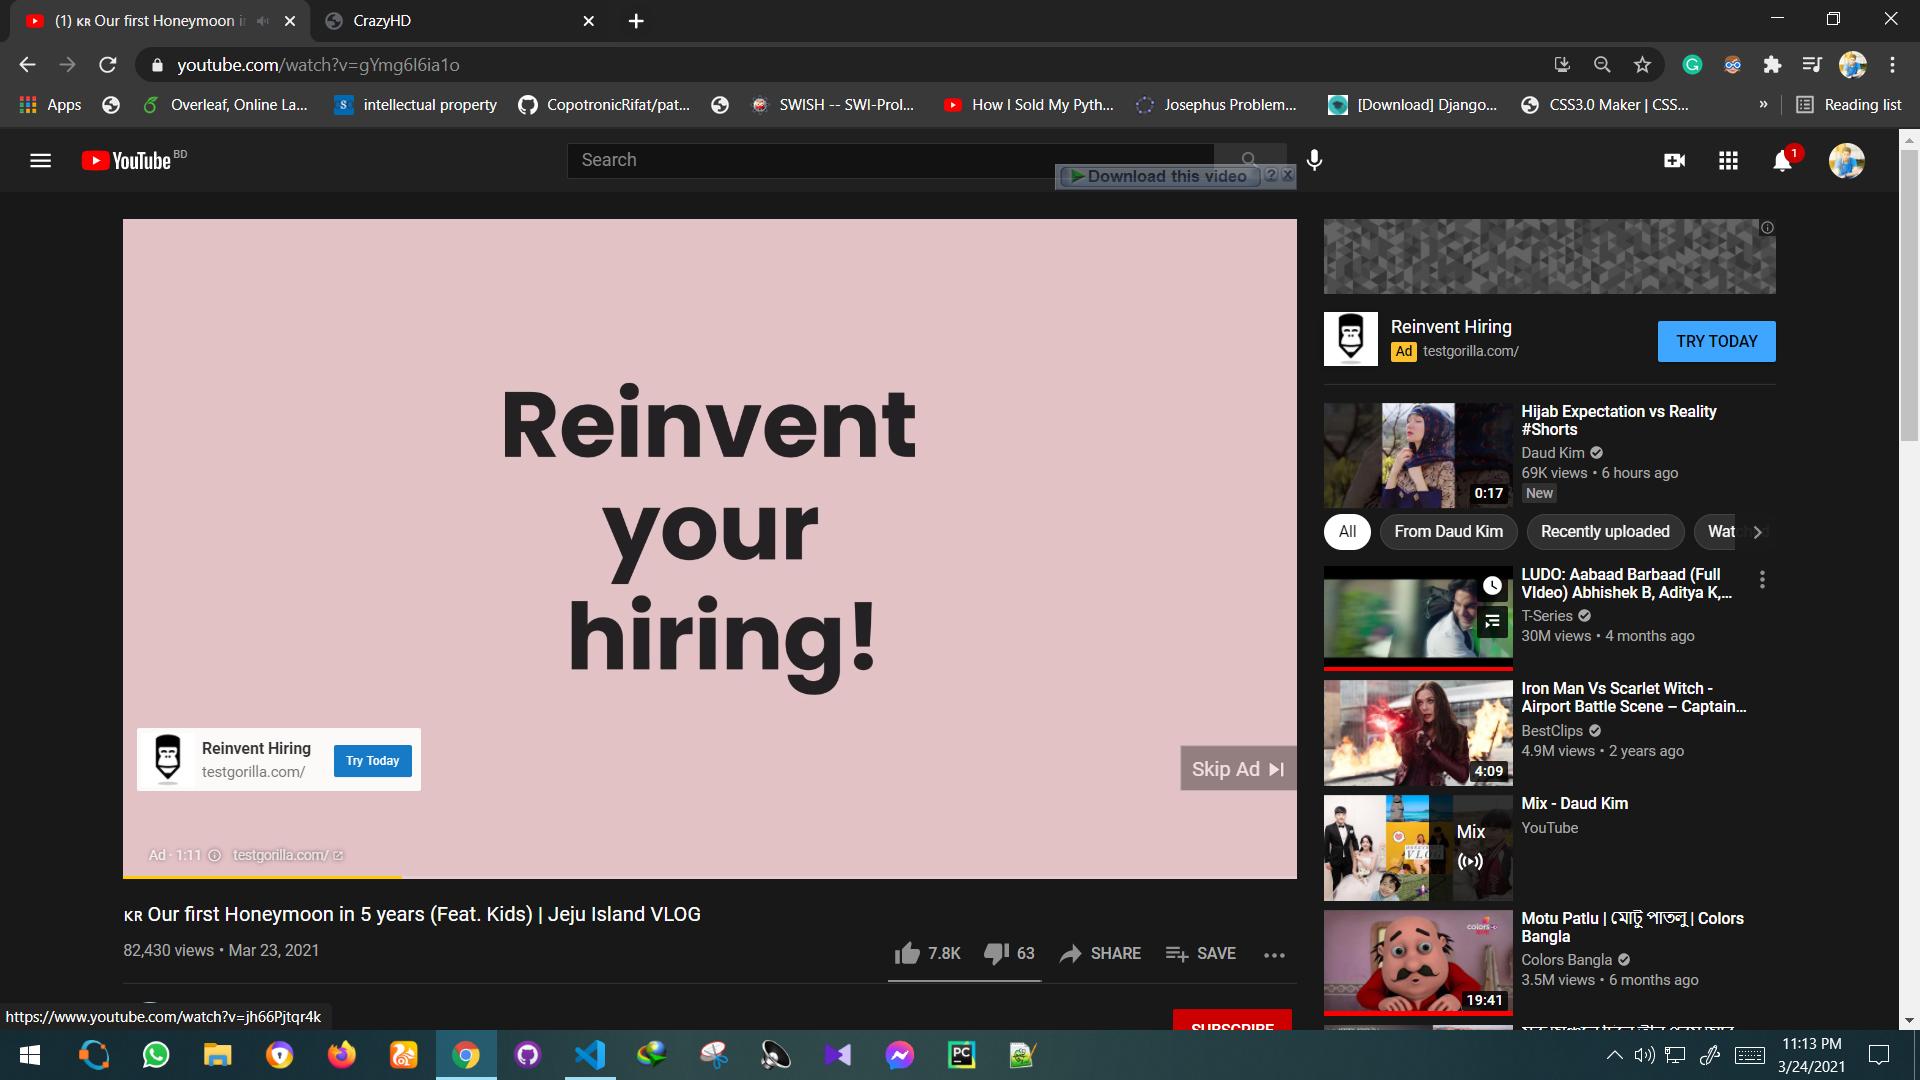 (1) ᴋʀ Our first Honeymoon in
CrazyHD
youtube.com/watch?v=gYmg6I6ia1o
Apps
Overleaf, Online La...
intellectual property
CopotronicRifat/pat...
SWISH -- SWI-Prol...
How I Sold My Pyth...
Josephus Problem...
[Download] Django...
CSS3.0 Maker | CSS...
»
Reading list
YouTube BD
Search
Download this video
1
Reinvent
your
hiring!
Reinvent Hiring
testgorilla.com/
Try Today
Skip Ad
Ad · 1:11
testgorilla.com/
ᴋʀ Our first Honeymoon in 5 years (Feat. Kids) | Jeju Island VLOG
82,430 views • Mar 23, 2021
7.8K
63
SHARE
SAVE
SUBSCRIBE
https://www.youtube.com/watch?v=jh66Pjtqr4k
Reinvent Hiring
Ad testgorilla.com/
TRY TODAY
Hijab Expectation vs Reality
#Shorts
Daud Kim
69K views • 6 hours ago
New
0:17
All
From Daud Kim
Recently uploaded
Watched
LUDO: Aabaad Barbaad (Full
VIdeo) Abhishek B, Aditya K,...
T-Series
30M views • 4 months ago
Iron Man Vs Scarlet Witch -
Airport Battle Scene – Captain...
BestClips
4.9M views • 2 years ago
4:09
Mix - Daud Kim
YouTube
Mix
Motu Patlu | মোটু পাতলু | Colors
Bangla
Colors Bangla
3.5M views • 6 months ago
19:41
PC
11:13 PM
3/24/2021